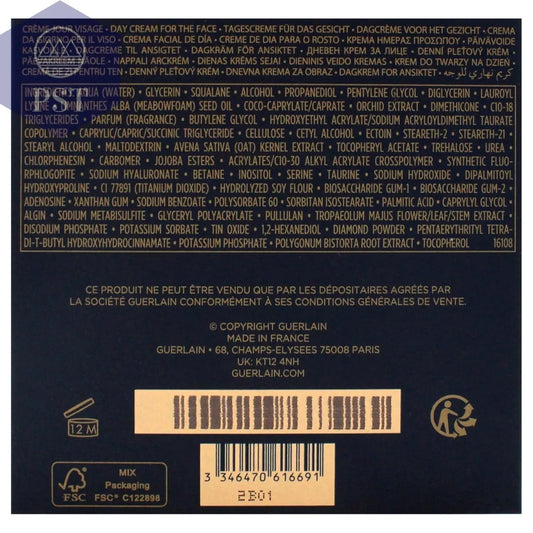 CRÈME JOUR VISAGE • DAY CREAM FOR THE FACE • TAGESCREME FÜR DAS GESICHT • DAGCRÈME VOOR HET GEZICHT • CREMA
DA GIORNO PER IL VISO • CREMA FACIAL DE DÍA • CREME DE DIA PARA O ROSTO • ΚΡΕΜΑ ΗΜΕΡΑΣ ΠΡΟΣΩΠΟΥ • PÄIVÄVOIDE
KASVOILLE • DAGCREME TIL ANSIGTET • DAGKRÄM FÖR ANSIKTET • ДНЕВЕН КРЕМ ЗА ЛИЦЕ • DENNÍ PLEŤOVÝ KRÉM •
PÄEVAKREEM NÄOLE • NAPPALI ARCKRÉM • DIENAS SEJAS KRĒMS • DIENINIS VEIDO KREMAS • KREM DO TWARZY NA DZIEŃ •
CREMĂ DE ZI PENTRU TEN • DENNÝ PLEŤOVÝ KRÉM • DNEVNA KREMA ZA OBRAZ • DAGKREM FOR ANSIKTET • كريم نهاري للوجه
PST
AQUA (WATER) • GLYCERIN • SQUALANE • ALCOHOL • PROPANEDIOL • PENTYLENE GLYCOL • DIGLYCERIN • LAUROYL
LYSINE • LIMNANTHES ALBA (MEADOWFOAM) SEED OIL • COCO-CAPRYLATE/CAPRATE • ORCHID EXTRACT • DIMETHICONE • C10-18
TRIGLYCERIDES • PARFUM (FRAGRANCE) • BUTYLENE GLYCOL • HYDROXYETHYL ACRYLATE/SODIUM ACRYLOYLDIMETHYL TAURATE
COPOLYMER • CAPRYLIC/CAPRIC/SUCCINIC TRIGLYCERIDE • CELLULOSE • CETYL ALCOHOL • ECTOIN • STEARETH-2 • STEARETH-21 •
STEARYL ALCOHOL • MALTODEXTRIN • AVENA SATIVA (OAT) KERNEL EXTRACT • TOCOPHERYL ACETATE • TREHALOSE • UREA •
CHLORPHENESIN • CARBOMER • JOJOBA ESTERS • ACRYLATES/C10-30 ALKYL ACRYLATE CROSSPOLYMER • SYNTHETIC FLUO-
RPHLOGOPITE • SODIUM HYALURONATE • BETAINE • INOSITOL • SERINE • TAURINE • SODIUM HYDROXIDE • DIPALMITOYL
HYDROXYPROLINE • CI 77891 (TITANIUM DIOXIDE) • HYDROLYZED SOY FLOUR • BIOSACCHARIDE GUM-1 • BIOSACCHARIDE GUM-2 •
ADENOSINE • XANTHAN GUM • SODIUM BENZOATE • POLYSORBATE 60 • SORBITAN ISOSTEARATE • PALMITIC ACID • CAPRYLYL GLYCOL •
ALGIN • SODIUM METABISULFITE • GLYCERYL POLYACRYLATE • PULLULAN • TROPAEOLUM MAJUS FLOWER/LEAF/STEM EXTRACT •
POTASSIUM SORBATE • TIN OXIDE • 1,2-HEXANEDIOL • DIAMOND POWDER • PENTAERYTHRITYL TETRA-
DI-T-BUTYL HYDROXYHYDROCINNAMATE • POTASSIUM PHOSPHATE • POLYGONUM BISTORTA ROOT EXTRACT • TOCOPHEROL 16108
CE PRODUIT NE PEUT ÊTRE VENDU QUE PAR LES DÉPOSITAIRES AGRÉÉS PAR
LA SOCIÉTÉ GUERLAIN CONFORMÉMENT À SES CONDITIONS GÉNÉRALES DE VENTE.
© COPYRIGHT GUERLAIN
MADE IN FRANCE
GUERLAIN • 68, CHAMPS-ELYSEES 75008 PARIS
UK: KT12 4NH
GUERLAIN.COM
12 M
FSC
MIX
Packaging
FSC® C122898
3 346470 616691
2B01